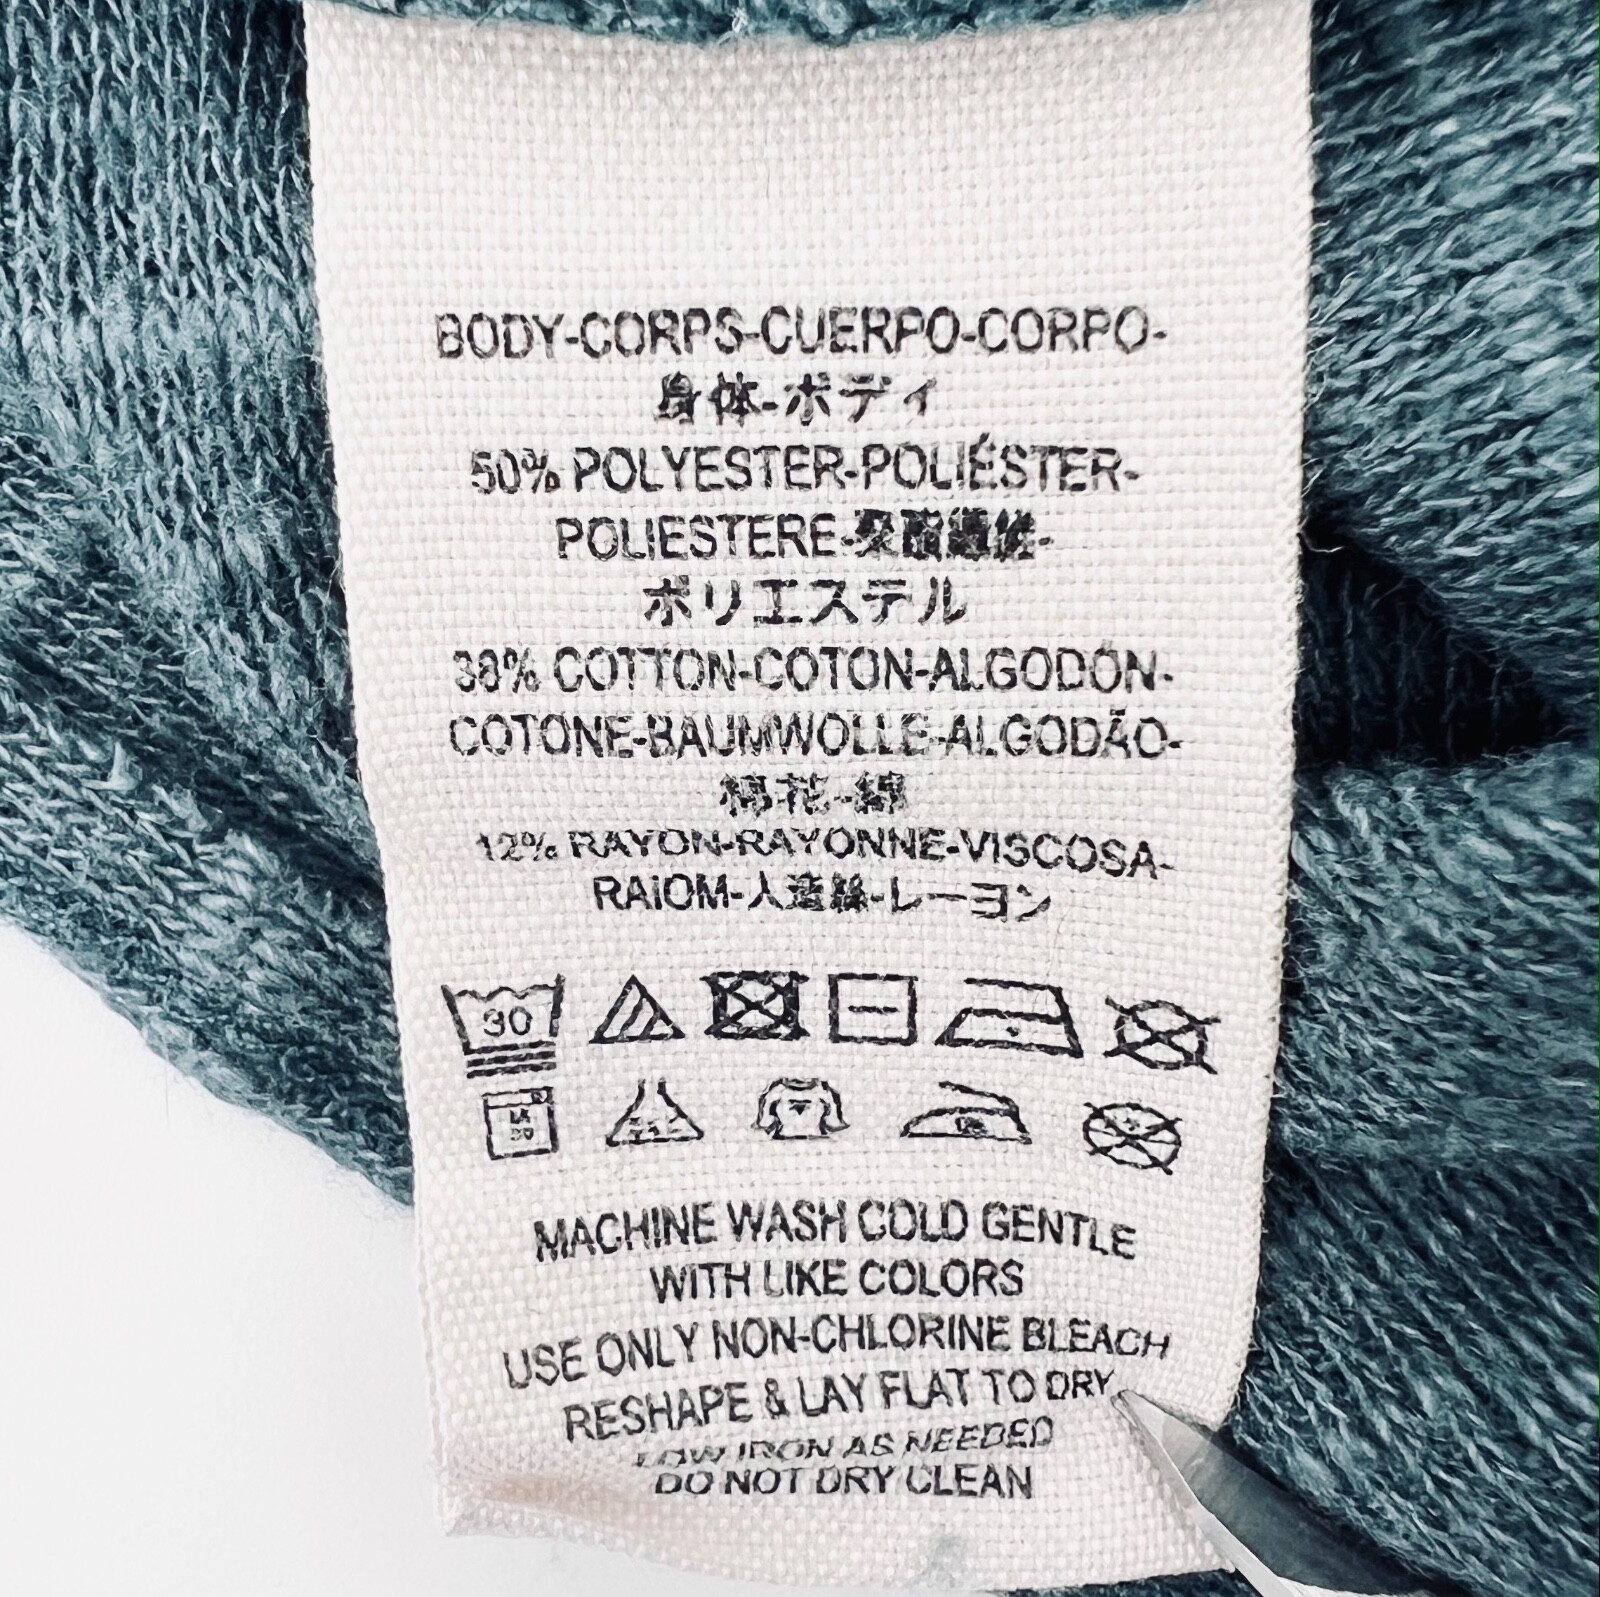 BODY-CORPS-CUERPO-CORPO-
身体-ボディ
50% POLYESTER-POLIÉSTER-
POLIESTERE-聚酯纖維-
ポリエステル
38% COTTON-COTON-ALGODÓN-
COTONE-BAUMWOLLE-ALGODÃO-
棉花-綿
12% RAYON-RAYONNE-VISCOSA-
RAIOM-人造絲-レーヨン
30
MACHINE WASH COLD GENTLE
WITH LIKE COLORS
USE ONLY NON-CHLORINE BLEACH
RESHAPE & LAY FLAT TO DRY
LOW IRON AS NEEDED
DO NOT DRY CLEAN